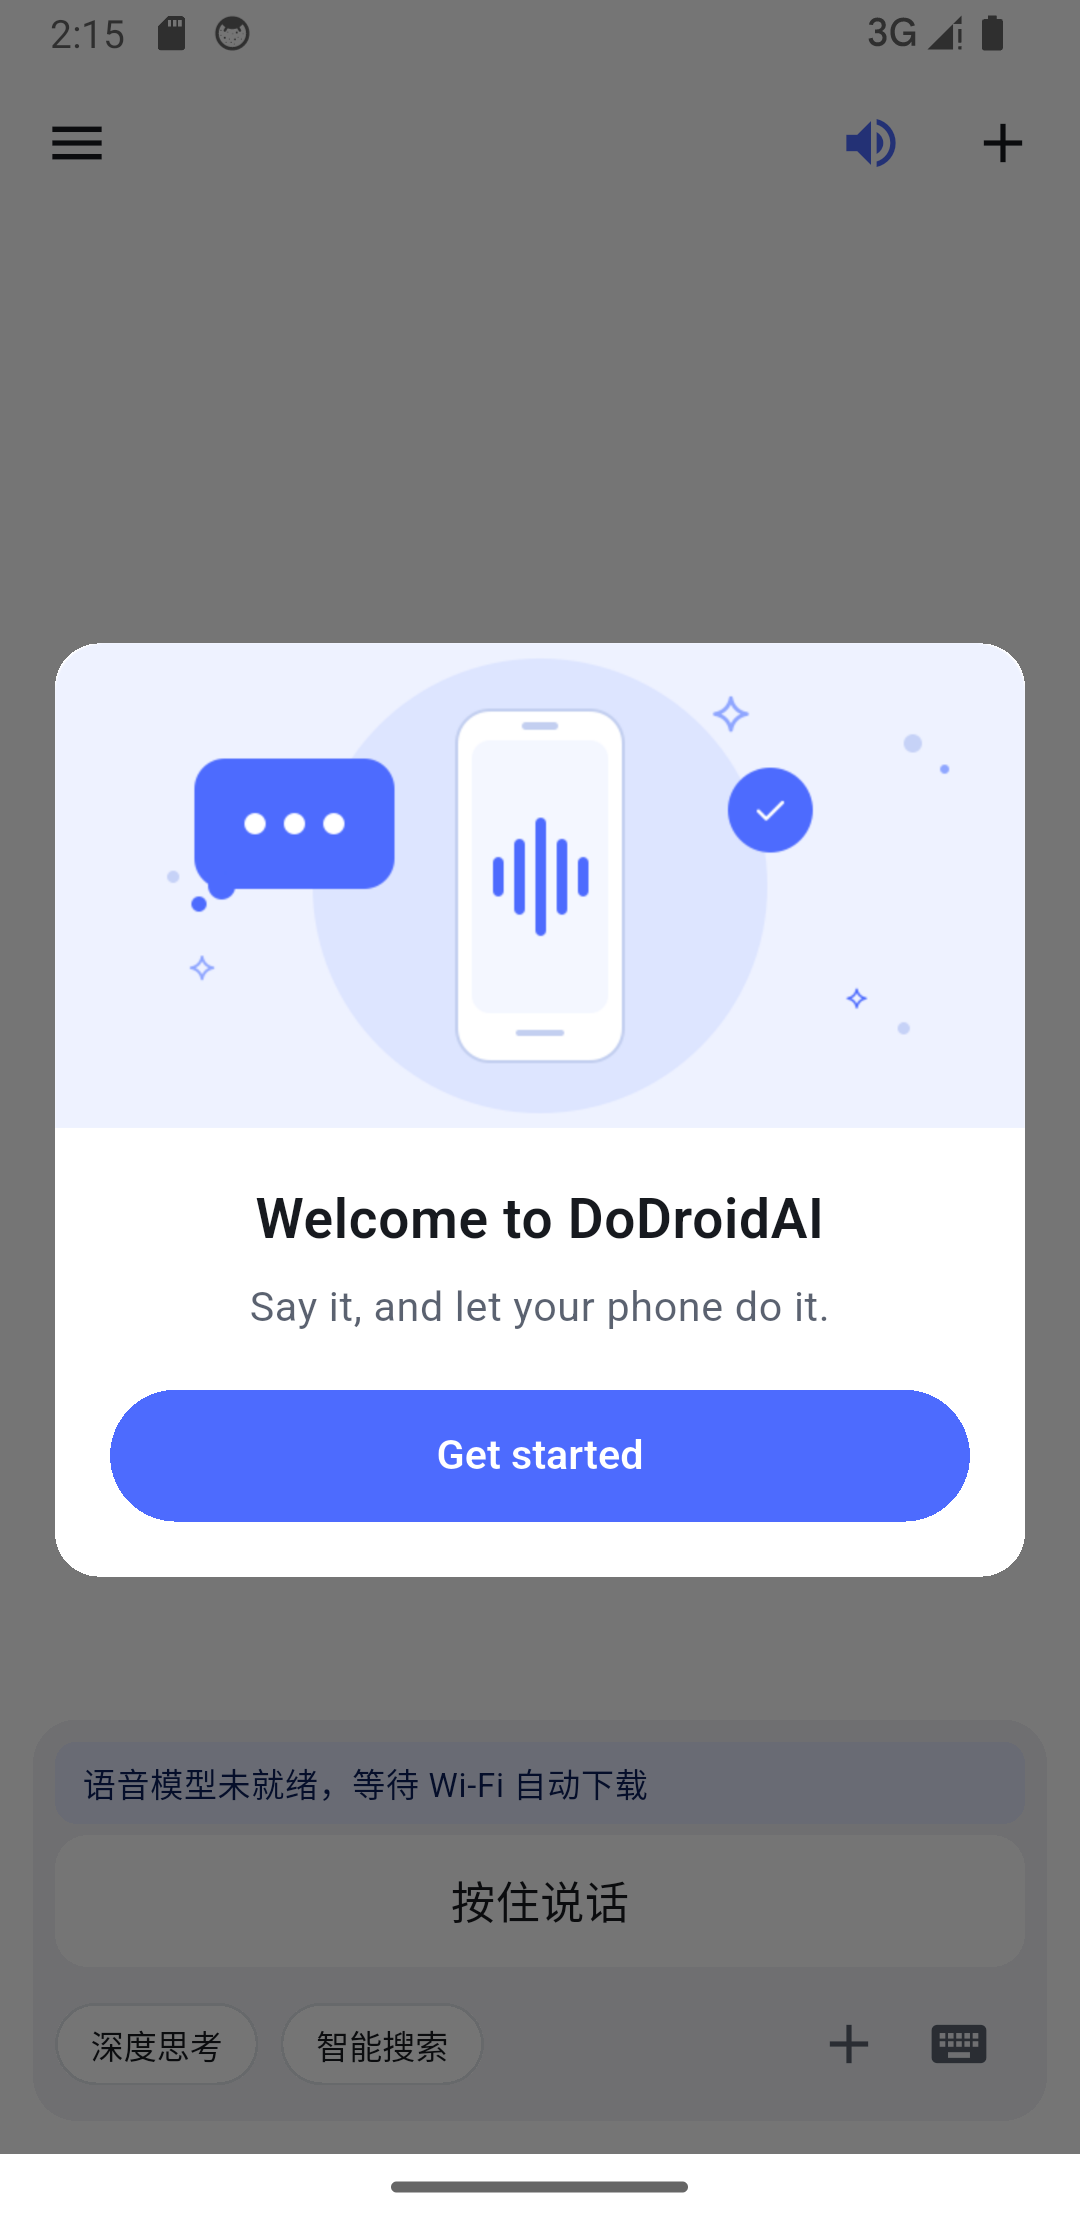 2:15
3G
Welcome to DoDroidAI
Say it, and let your phone do it.
Get started
语音模型未就绪，等待 Wi-Fi 自动下载
按住说话
深度思考
智能搜索